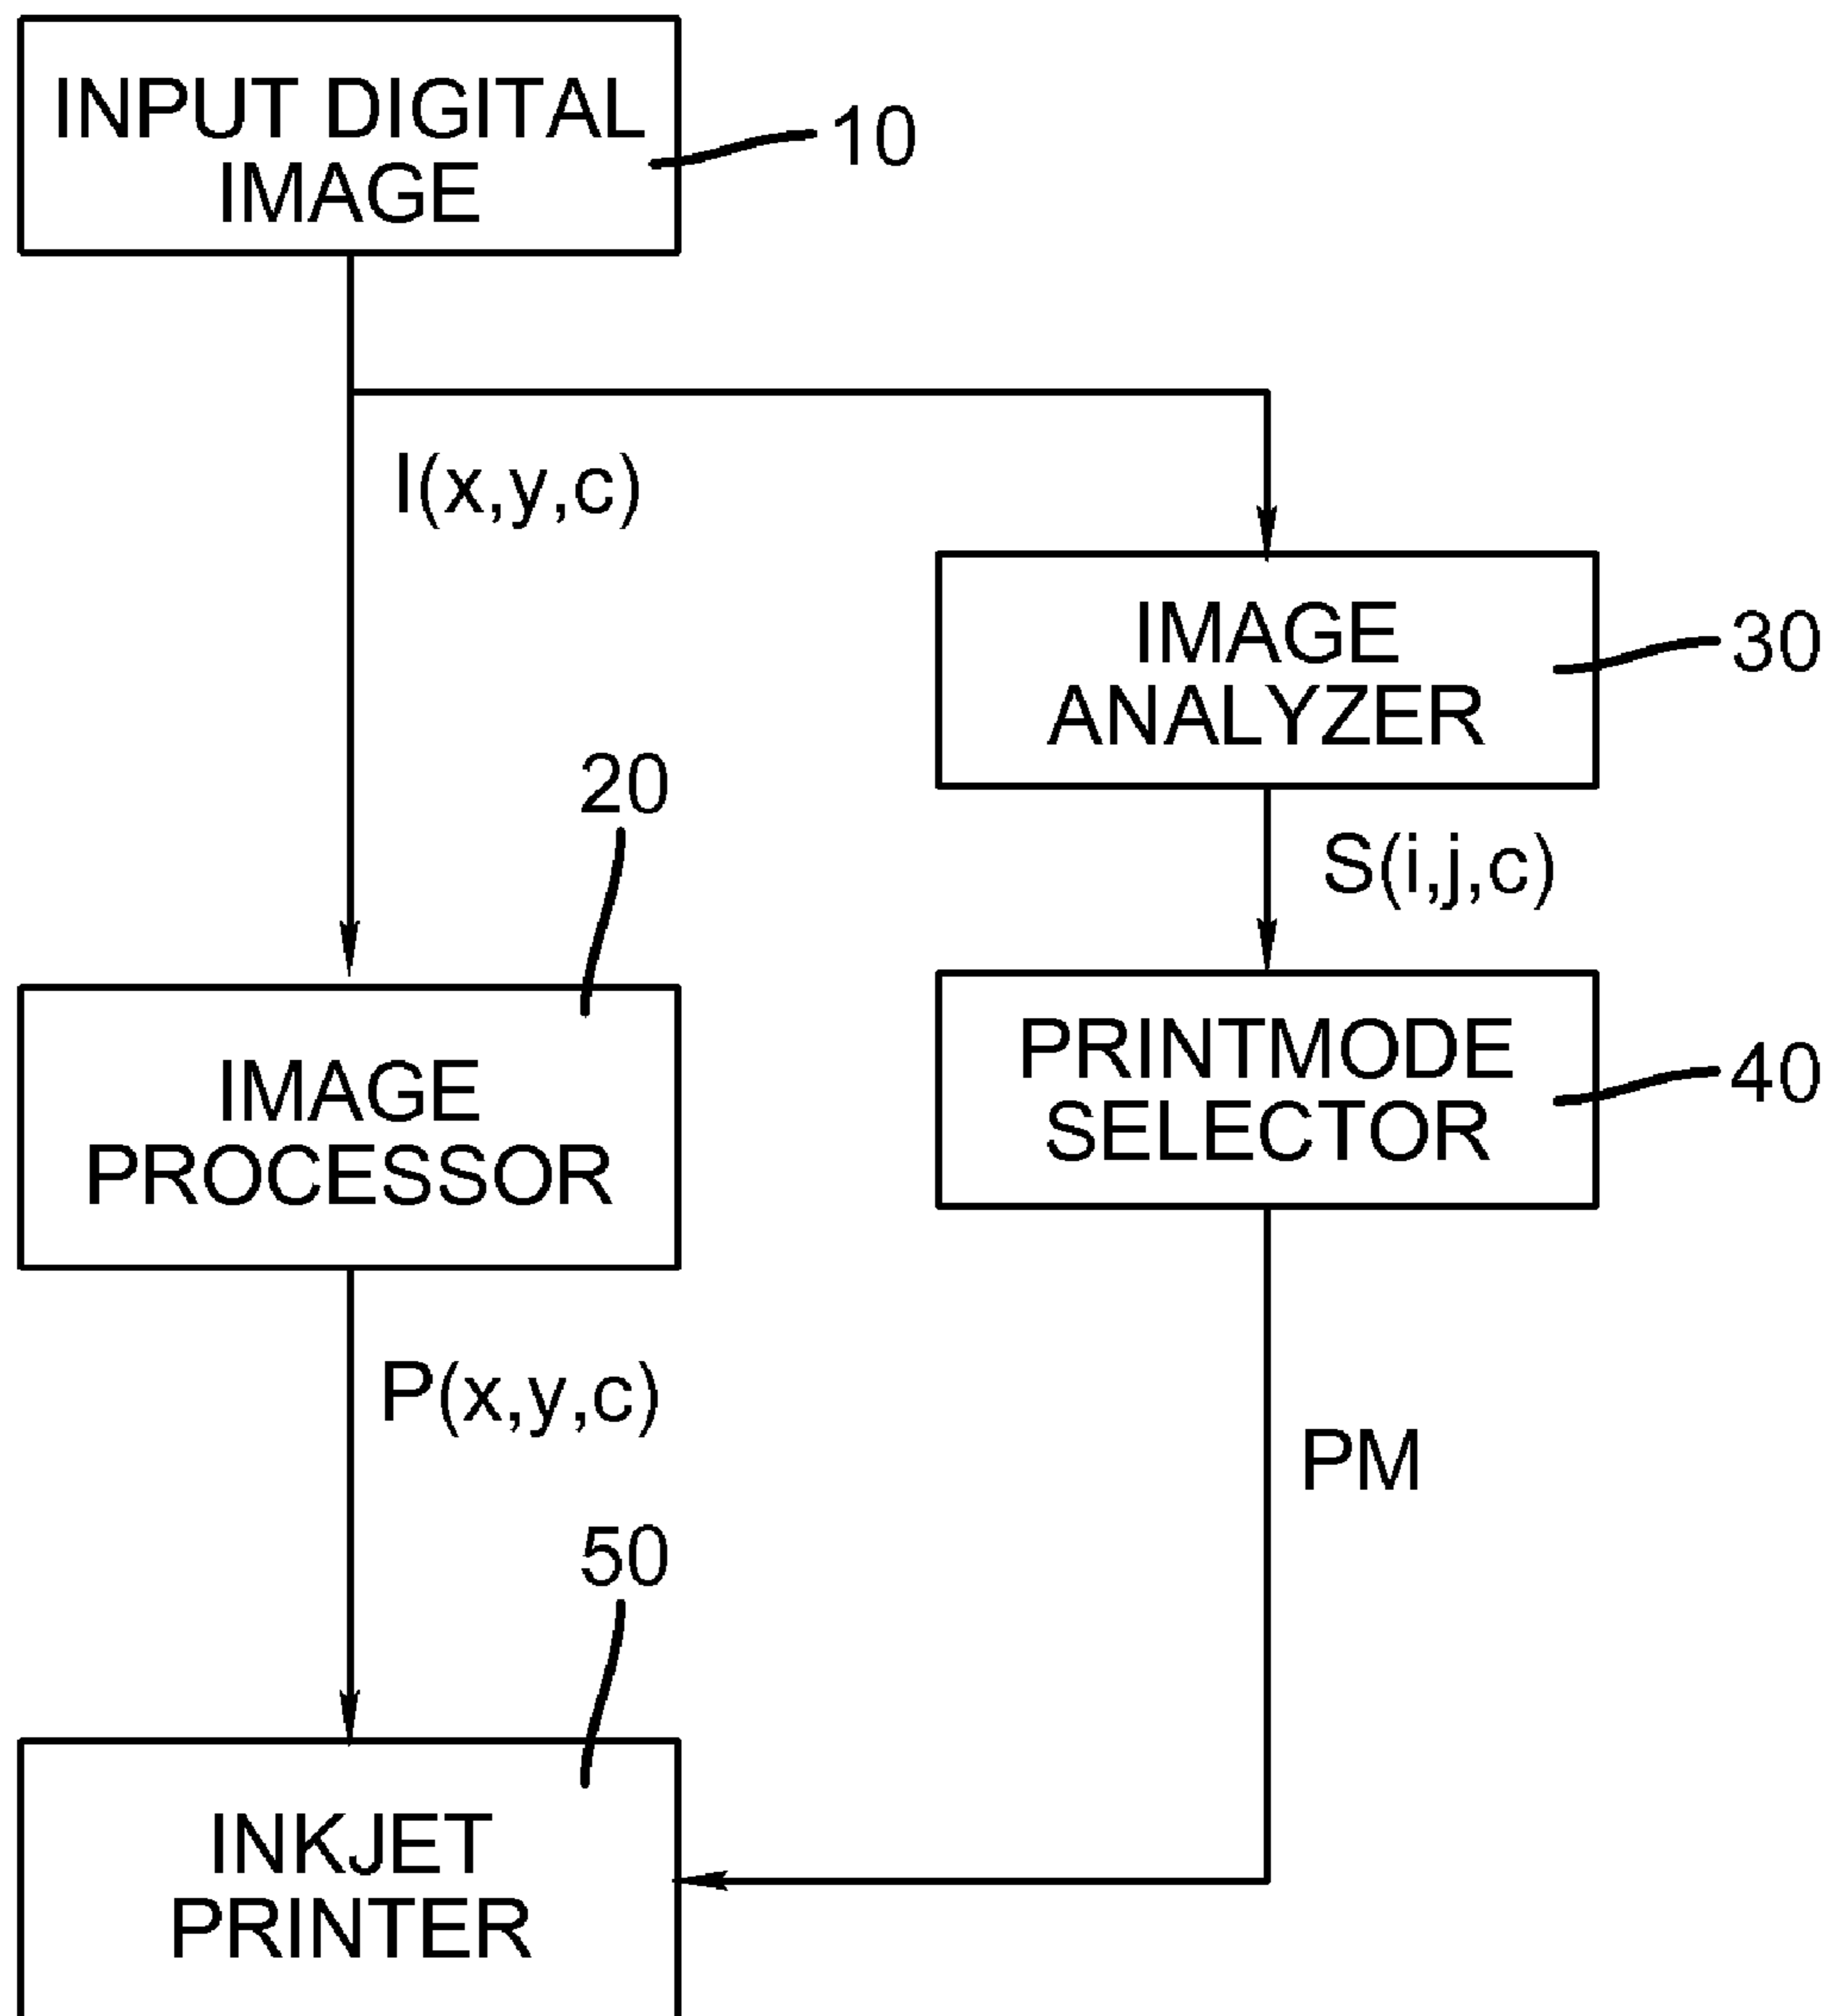 INPUT DIGITAL
IMAGE
10
I(x,y,c)
IMAGE
ANALYZER
30
20
S(i,j,c)
PRINTMODE
SELECTOR
40
IMAGE
PROCESSOR
P(x,y,c)
PM
50
INKJET
PRINTER